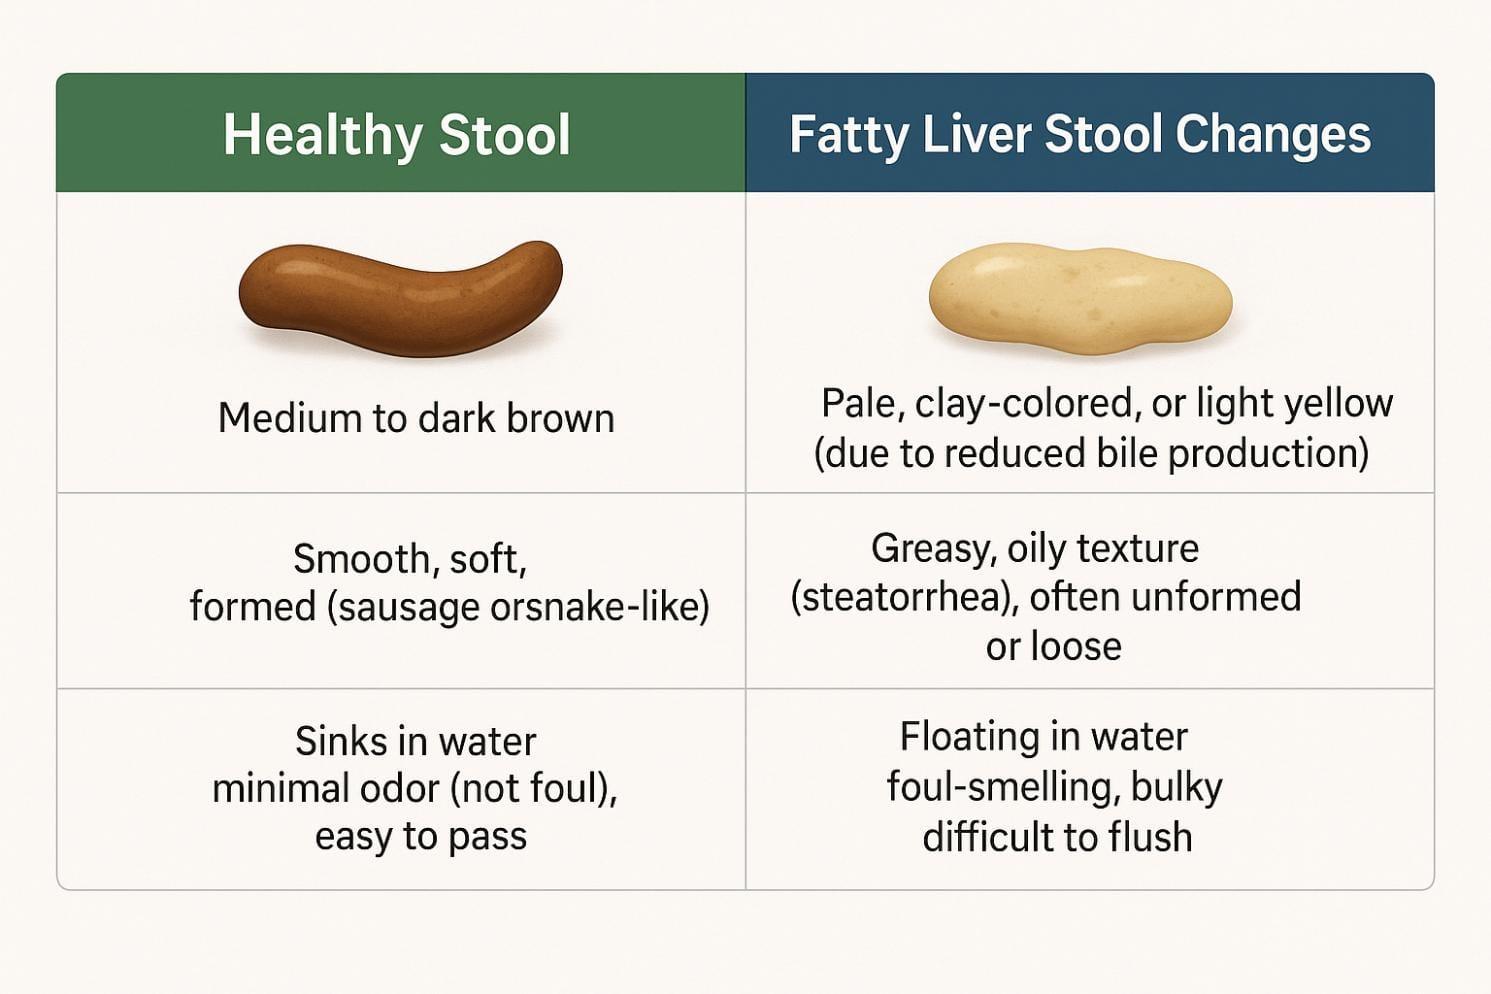 Healthy Stool
Fatty Liver Stool Changes
Medium to dark brown
Pale, clay-colored, or light yellow
(due to reduced bile production)
Smooth, soft,
formed (sausage orsnake-like)
Greasy, oily texture
(steatorrhea), often unformed
or loose
Sinks in water
minimal odor (not foul),
easy to pass
Floating in water
foul-smelling, bulky
difficult to flush